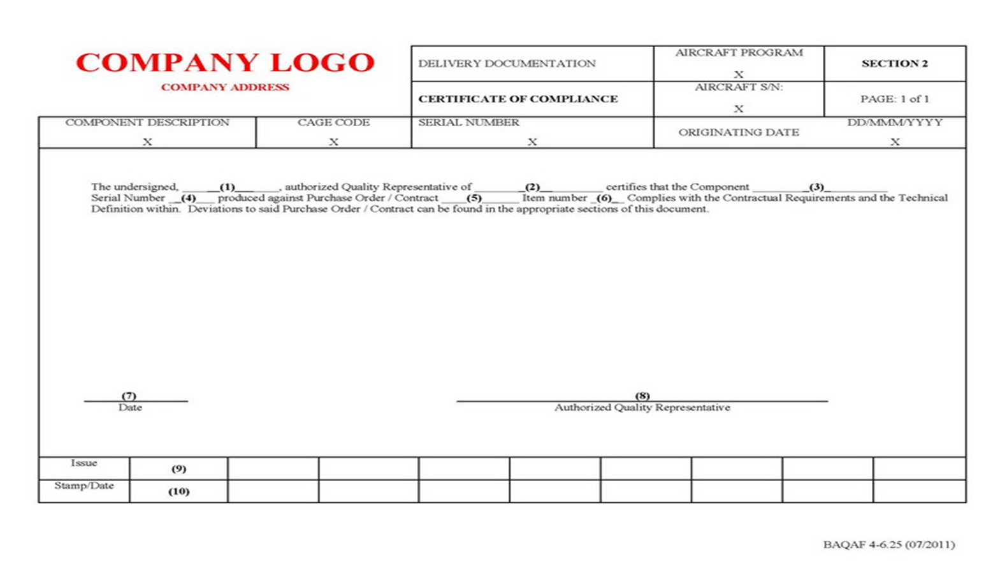 COMPANY LOGO
COMPANY ADDRESS
DELIVERY DOCUMENTATION
AIRCRAFT PROGRAM
X
SECTION 2
CERTIFICATE OF COMPLIANCE
AIRCRAFT S/N:
X
PAGE: 1 of 1
COMPONENT DESCRIPTION
X
CAGE CODE
X
SERIAL NUMBER
X
ORIGINATING DATE
DD/MMM/YYYY
X
The undersigned, ______(1)_______, authorized Quality Representative of ________(2)__________ certifies that the Component ________(3)__________
Serial Number __(4)___ produced against Purchase Order / Contract ____(5)______ Item number _(6)__ Complies with the Contractual Requirements and the Technical
Definition within. Deviations to said Purchase Order / Contract can be found in the appropriate sections of this document.
(7)
Date
(8)
Authorized Quality Representative
Issue (9)
Stamp/Date (10)
BAQAF 4-6.25 (07/2011)